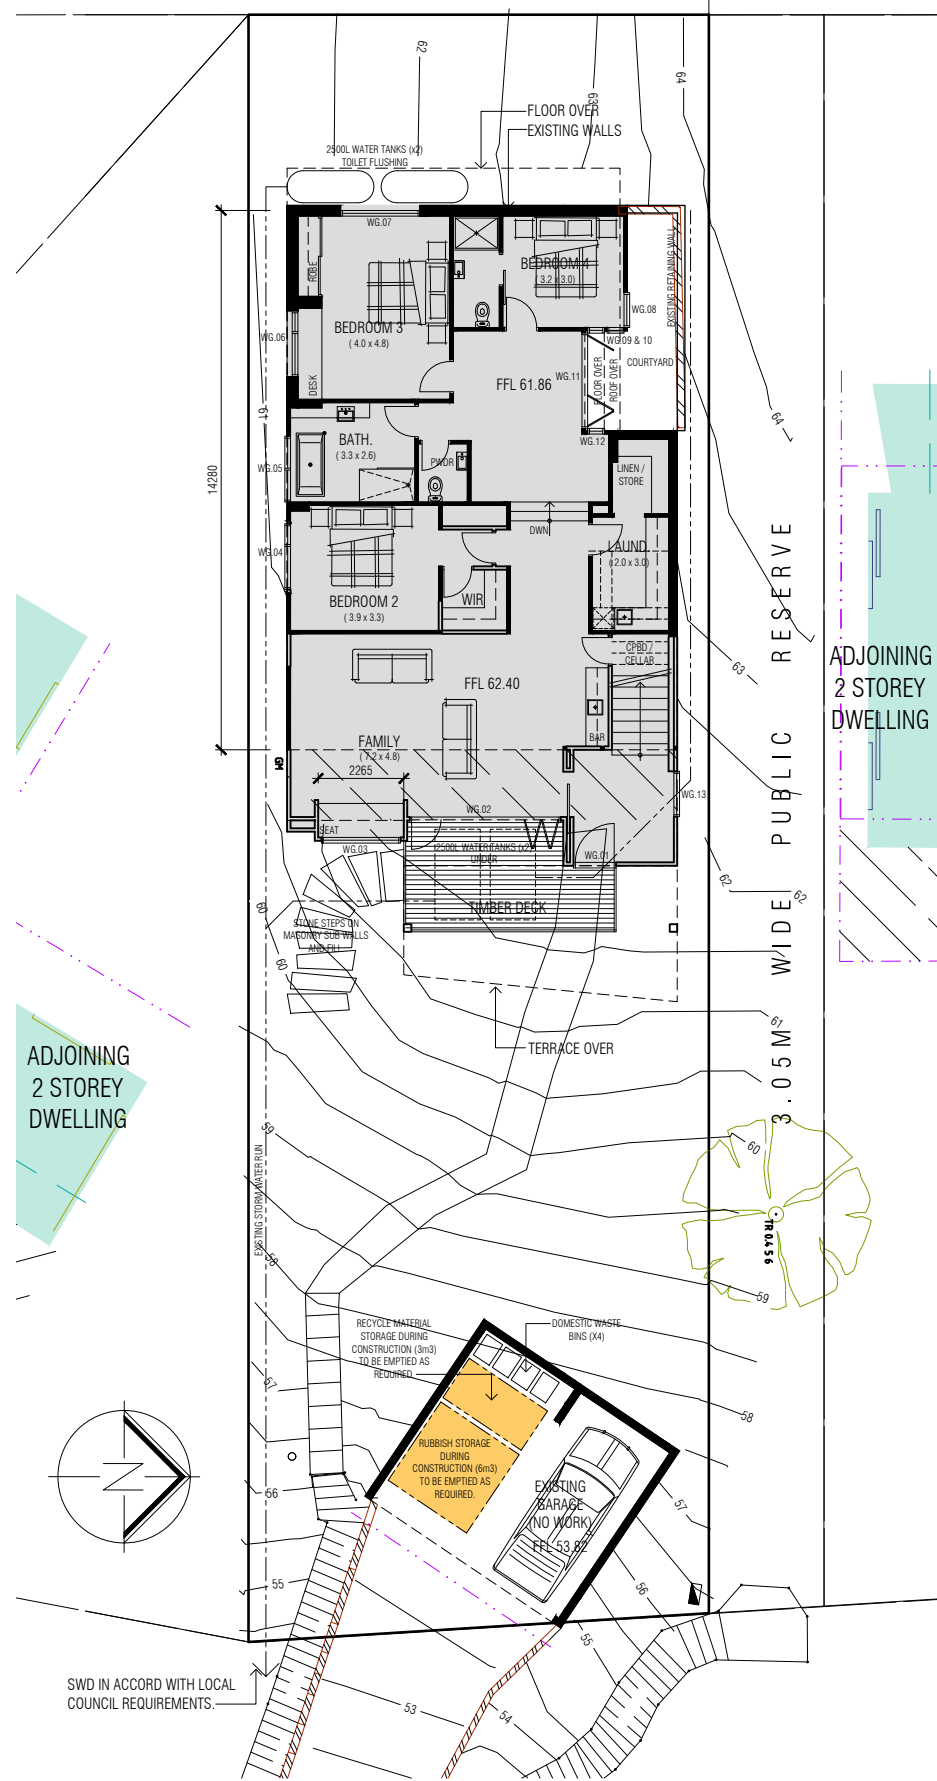 62
63
64
FLOOR OVER
EXISTING WALLS
2500L WATER TANKS (x2)
TOILET FLUSHING
WG.07
ROBE
BEDROOM 4
( 3.2 x 3.0)
EXISTING RETAINING WALL
WG.08
BEDROOM 3
( 4.0 x 4.8)
WG.06
WG.09 & 10
COURTYARD
FLOOR OVER
ROOF OVER
WG.11
FFL 61.86
DESK
61
64
WG.12
BATH.
( 3.3 x 2.6)
PWDR
WG.05
LINEN /
STORE
14280
DWN
WG.04
LAUND.
( 2.0 x 3.0)
BEDROOM 2
( 3.9 x 3.3)
WIR
3.05M WIDE PUBLIC RESERVE
ADJOINING
2 STOREY
DWELLING
CPBD /
CELLAR
63
FFL 62.40
FAMILY
( 7.2 x 4.8)
BAR
GM
2265
WG.13
WG.02
SEAT
WG.03
2500L WATER TANKS (x2)
UNDER
WG.01
62
62
TIMBER DECK
60
STONE STEPS ON
MASONRY SUB WALLS
AND FILL
60
61
TERRACE OVER
ADJOINING
2 STOREY
DWELLING
59
60
EXISTING STORMWATER RUN
TR0.4 S 6
58
59
RECYCLE MATERIAL
STORAGE DURING
CONSTRUCTION (3m3)
TO BE EMPTIED AS
REQUIRED
DOMESTIC WASTE
BINS (X4)
57
58
RUBBISH STORAGE
DURING
CONSTRUCTION (6m3)
TO BE EMPTIED AS
REQUIRED.
N
56
EXISTING
GARAGE
(NO WORK)
FFL 53.82
57
55
56
55
SWD IN ACCORD WITH LOCAL
COUNCIL REQUIREMENTS.
53
54